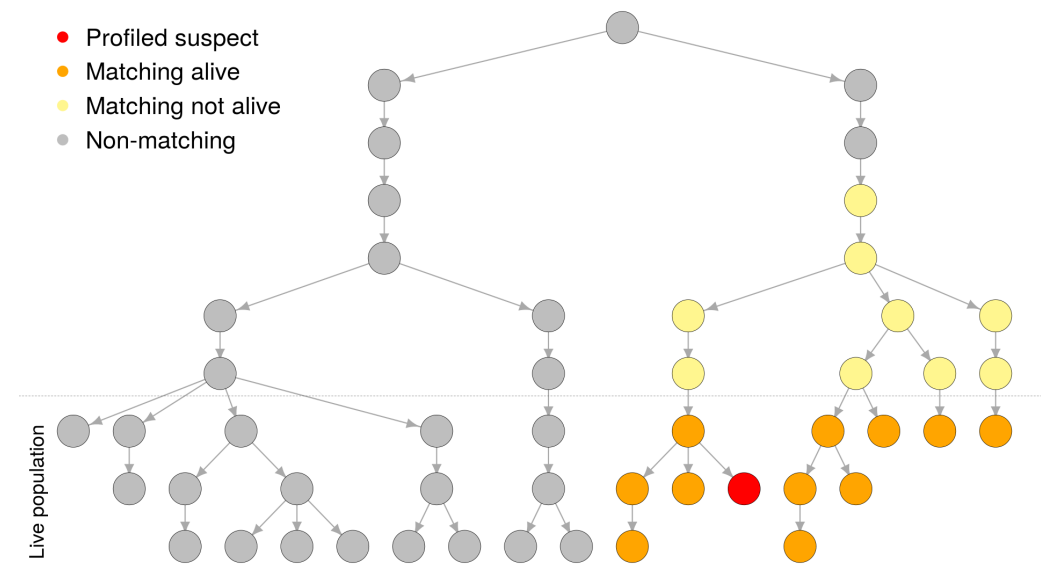 Profiled suspect
Matching alive
Matching not alive
Non-matching
Live population